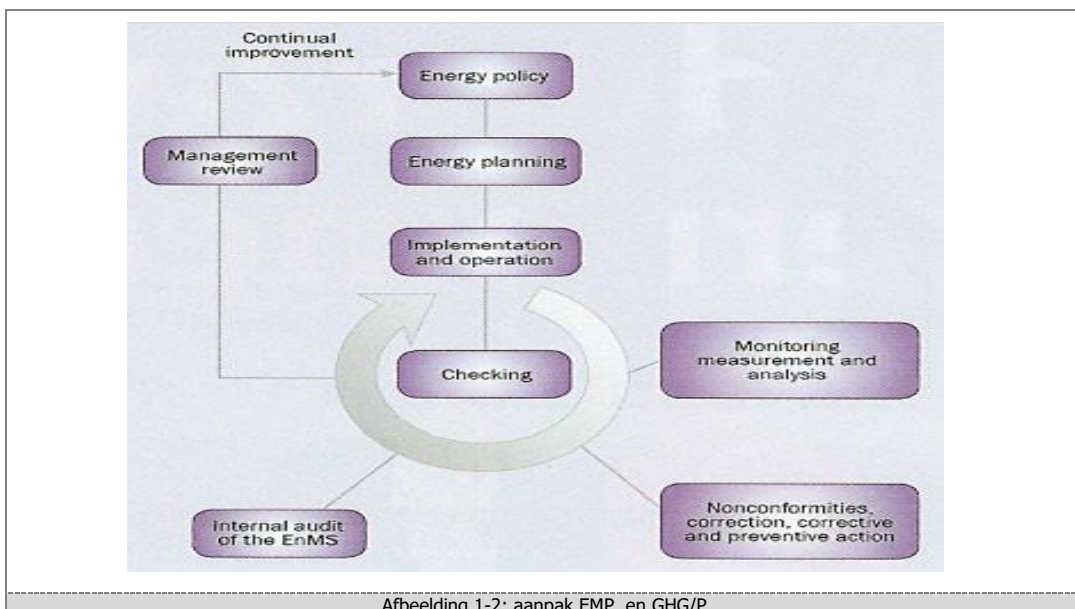 Continual
improvement
Energy policy
Management
review
Energy planning
Implementation
and operation
Checking
Monitoring
measurement and
analysis
Internal audit
of the EnMS
Nonconformities,
correction, corrective
and preventive action
Afbeelding 1-2: aanpak EMP en GHG/P